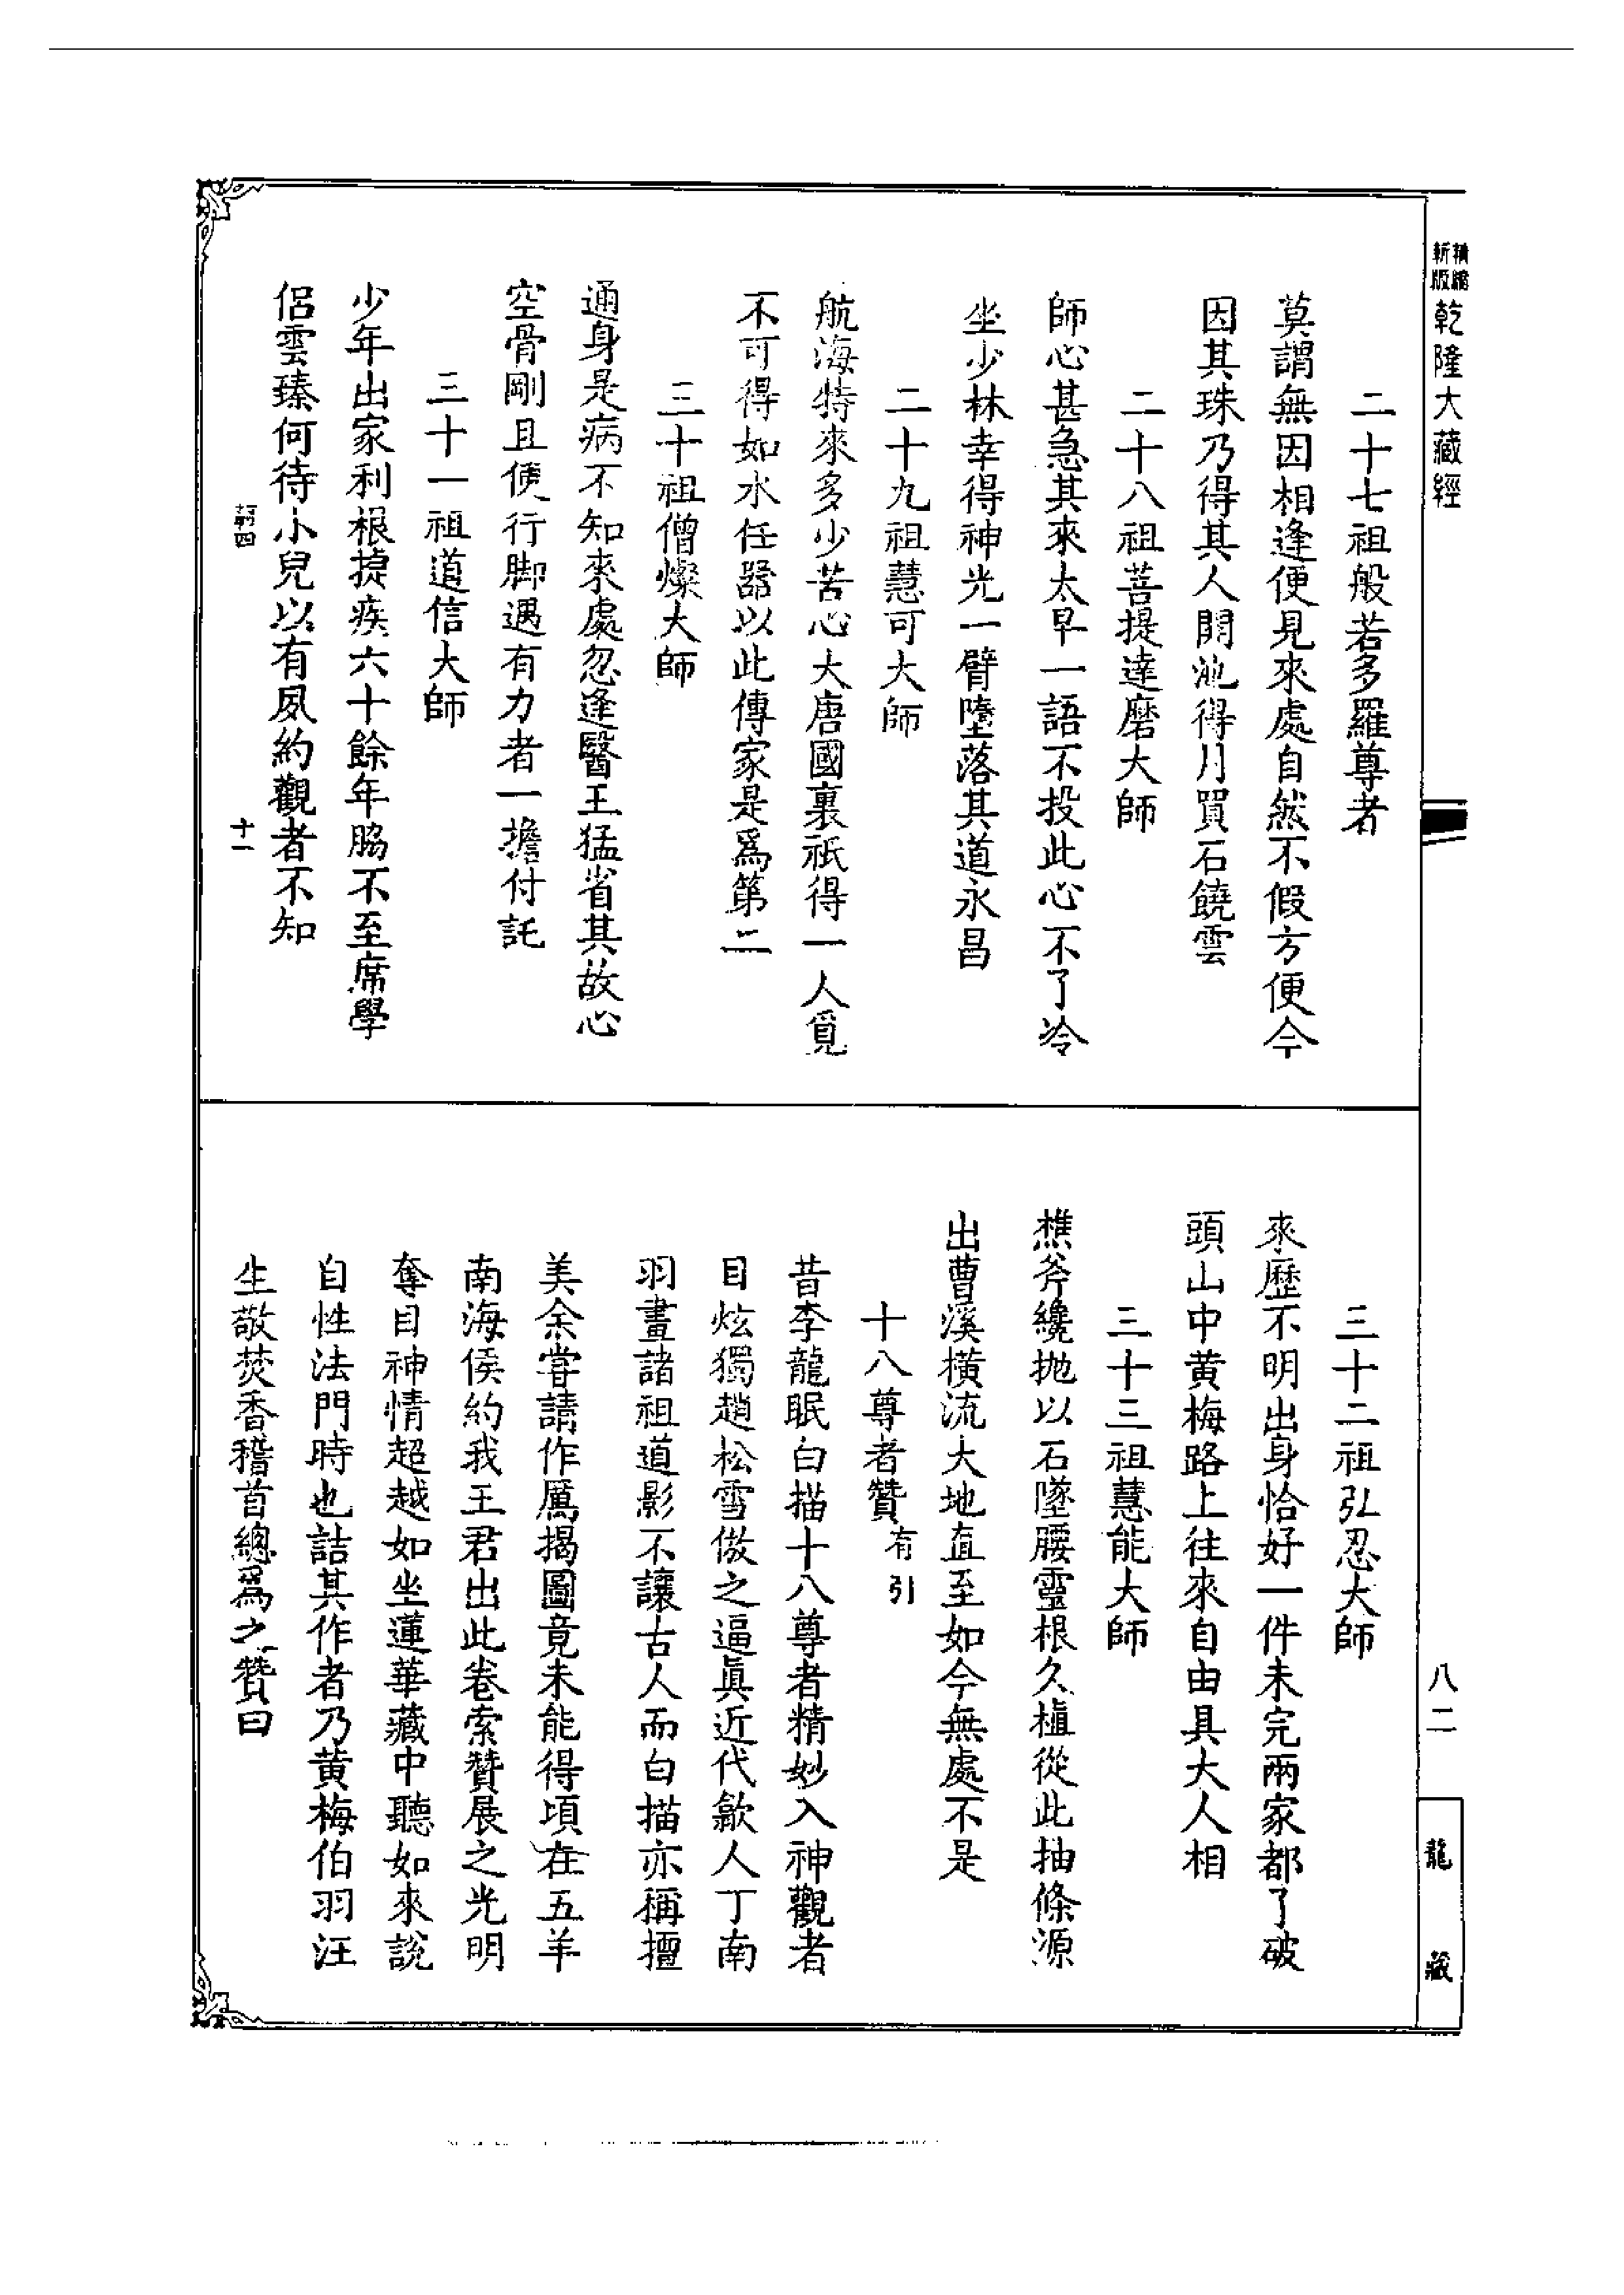 精縮新版乾隆大藏經
二十七祖般若多羅尊者
莫謂無因相逢便見來處自然不假方便今
因其珠乃得其人開池得月買石饒雲
二十八祖菩提達磨大師
師心甚急其來太早一語不投此心不了冷
坐少林幸得神光一臂墮落其道永昌
二十九祖慧可大師
航海特來多少苦心大唐國裏祇得一人覓
不可得如水任器以此傳家是爲第二
三十祖僧燦大師
通身是病不知來處忽逢醫王猛省其故心
空骨剛且便行脚遇有力者一擔付託
三十一祖道信大師
少年出家利根捷疾六十餘年脇不至席學
侶雲臻何待小兒以有夙約觀者不知
十一
三十二祖弘忍大師
來歷不明出身恰好一件未完兩家都了破
頭山中黄梅路上往來自由具大人相
三十三祖慧能大師
樵斧纔抛以石墜腰靈根久植從此抽條源
出曹溪橫流大地直至如今無處不是
十八尊者贊有引
昔李龍眠白描十八尊者精妙入神觀者
目炫獨趙松雪倣之逼眞近代歙人丁南
羽畫諸祖道影不讓古人而白描亦稱擅
美余嘗請作厲揭圖竟未能得頃在五羊
南海侯約我王君出此卷索贊展之光明
奪目神情超越如坐蓮華藏中聽如來說
自性法門時也詰其作者乃黄梅伯羽汪
生敬焚香稽首總爲之贊曰
八二
龍藏